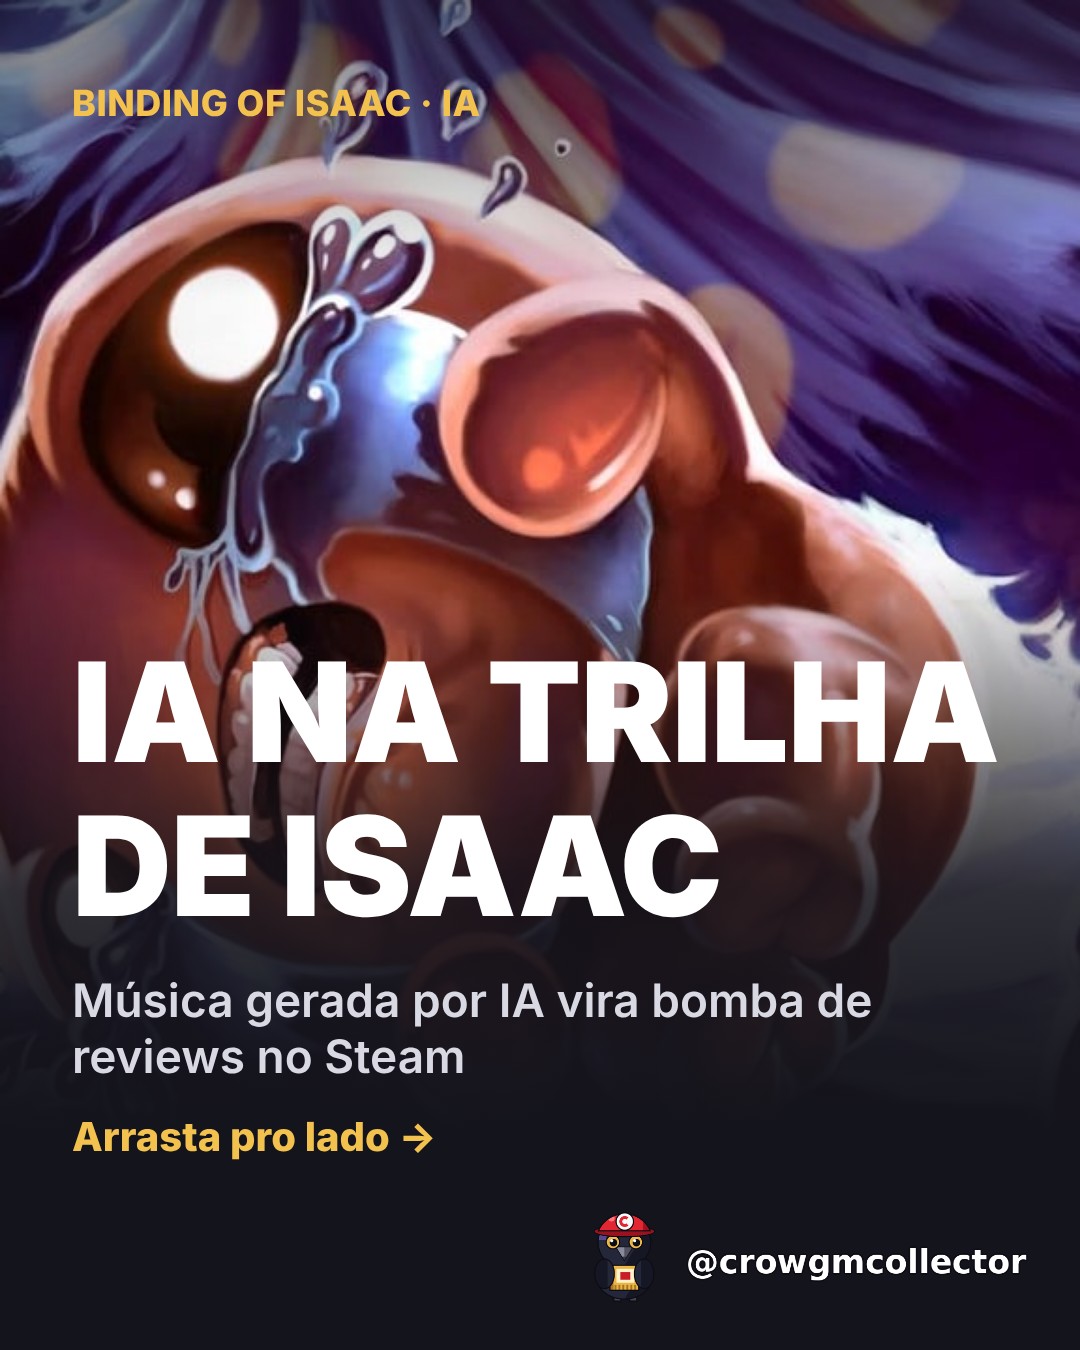 BINDING OF ISAAC · IA
IA NA TRILHA
DE ISAAC
Música gerada por IA vira bomba de
reviews no Steam
Arrasta pro lado →
C
@crowgmcollector